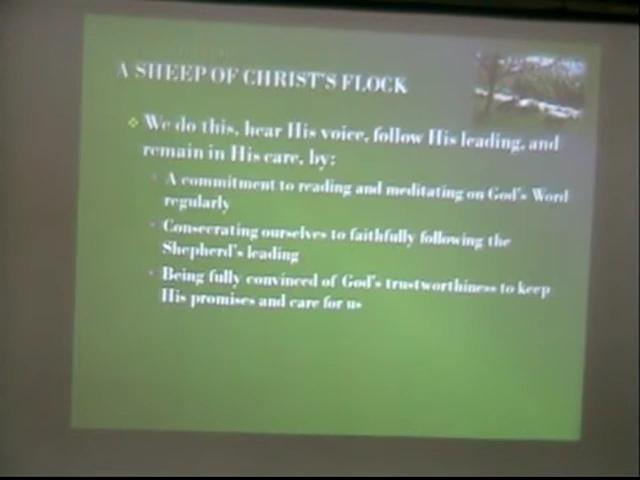 A SHEEP OF CHRIST'S FLOCK
We do this, hear His voice, follow His leading, and
remain in His care, by:
A commitment to reading and meditating on God's Word
regularly
Consecrating ourselves to faithfully following the
Shepherd's leading
Being fully convinced of God's trustworthiness to keep
His promises and care for us